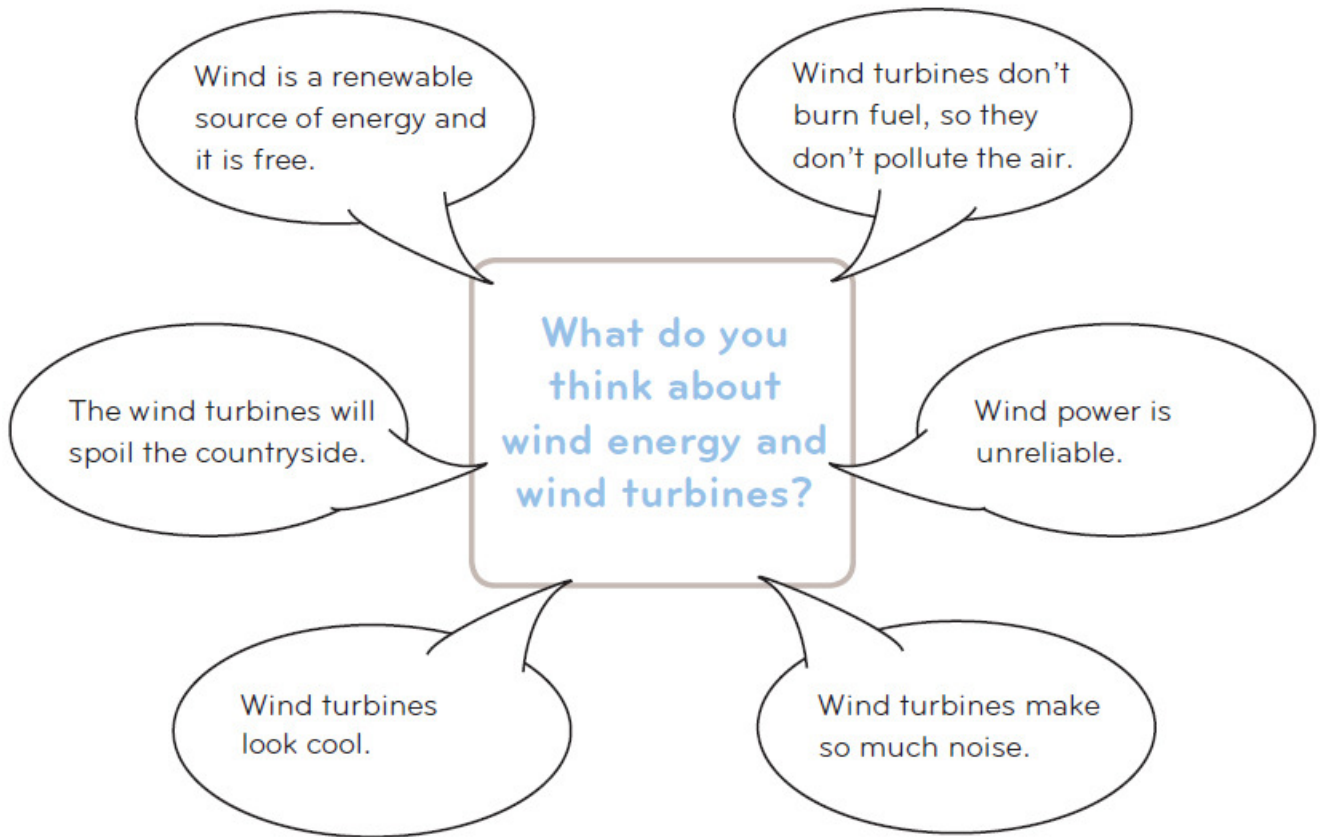 Wind is a renewable
source of energy and
it is free.
Wind turbines don’t
burn fuel, so they
don’t pollute the air.
What do you
think about
wind energy and
wind turbines?
The wind turbines will
spoil the countryside.
Wind power is
unreliable.
Wind turbines
look cool.
Wind turbines make
so much noise.